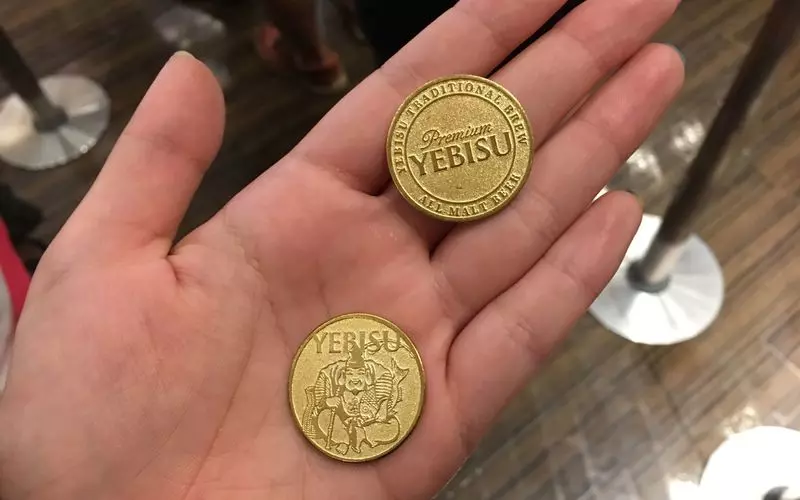 YEBISU TRADITIONAL BREW
Premium
YEBISU
ALL MALT BEER
YEBISU